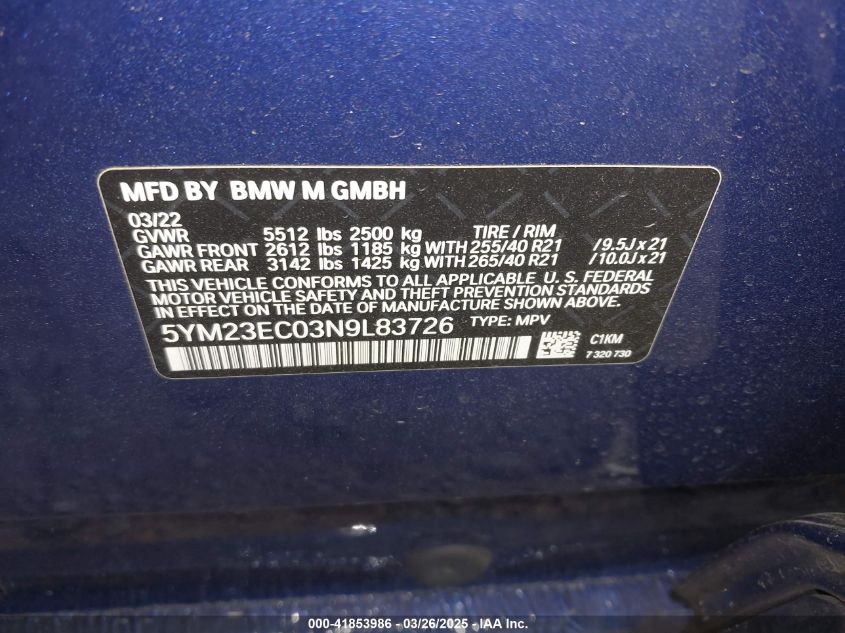 MFD BY BMW M GMBH
03/22
GVWR 5512 lbs 2500 kg TIRE / RIM
GAWR FRONT 2612 lbs 1185 kg WITH 255/40 R21 / 9.5J x 21
GAWR REAR 3142 lbs 1425 kg WITH 265/40 R21 / 10.0J x 21
THIS VEHICLE CONFORMS TO ALL APPLICABLE U. S. FEDERAL
MOTOR VEHICLE SAFETY AND THEFT PREVENTION STANDARDS
IN EFFECT ON THE DATE OF MANUFACTURE SHOWN ABOVE.
5YM23EC03N9L83726 TYPE: MPV
C1KM
7 320 730
000-41853986 | 03/26/2025 | IAA Inc.